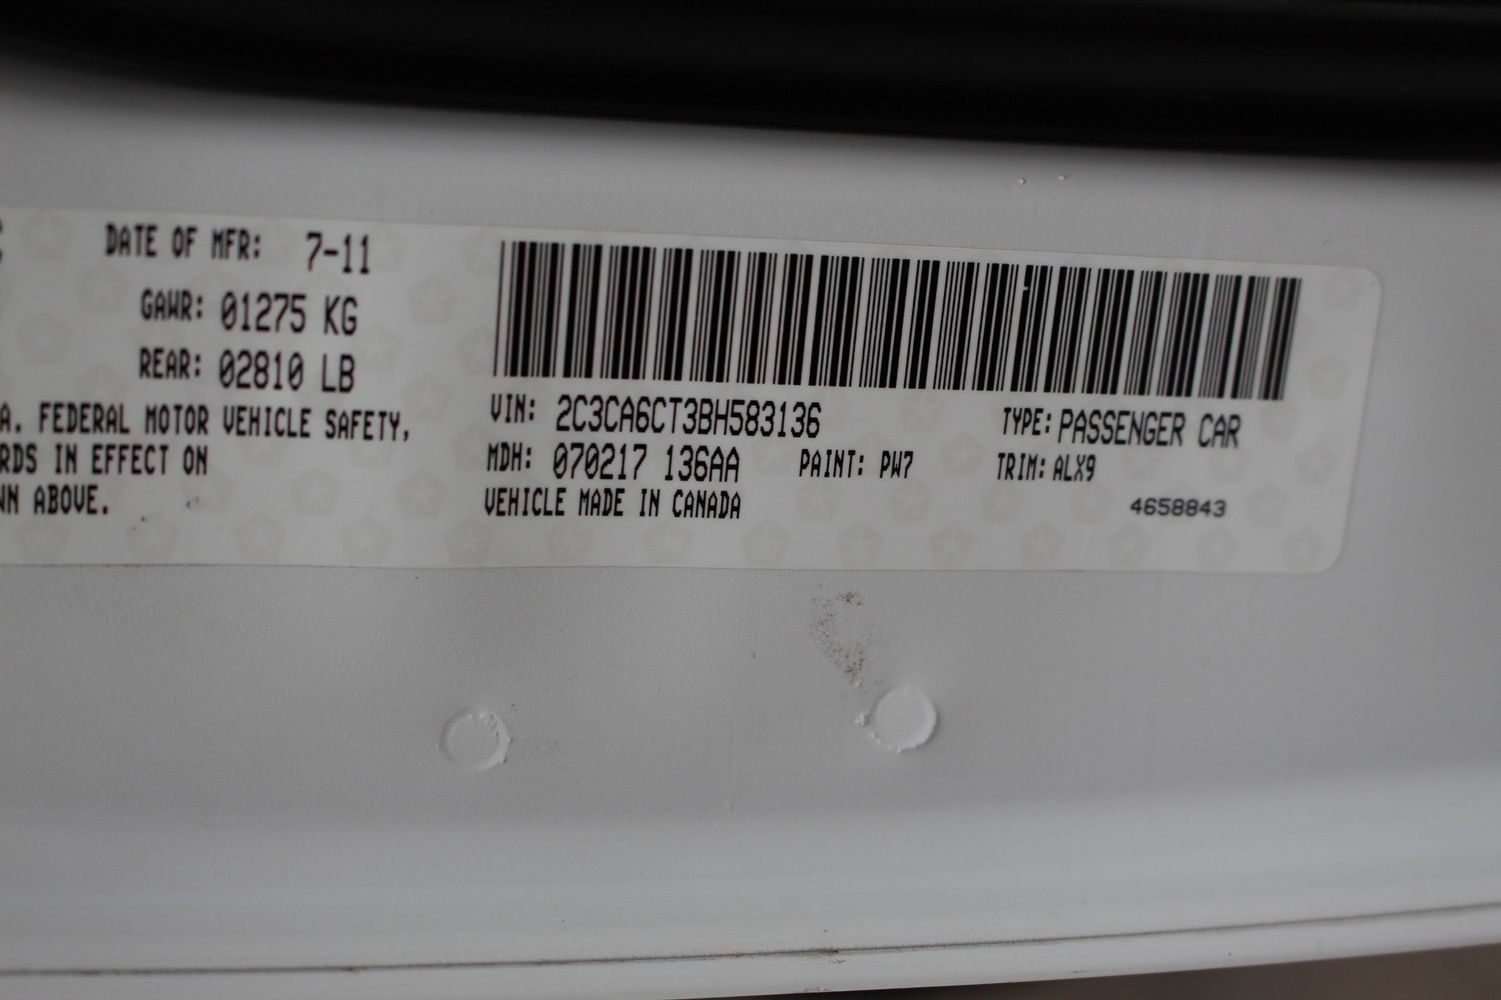 DATE OF MFR: 7-11
GAWR: 01275 KG
REAR: 02810 LB
A. FEDERAL MOTOR VEHICLE SAFETY,
RDS IN EFFECT ON
WN ABOVE.
VIN: 2C3CA6CT3BH583136 TYPE: PASSENGER CAR
MDH: 070217 136AA PAINT: PW7 TRIM: ALX9
VEHICLE MADE IN CANADA 4658843